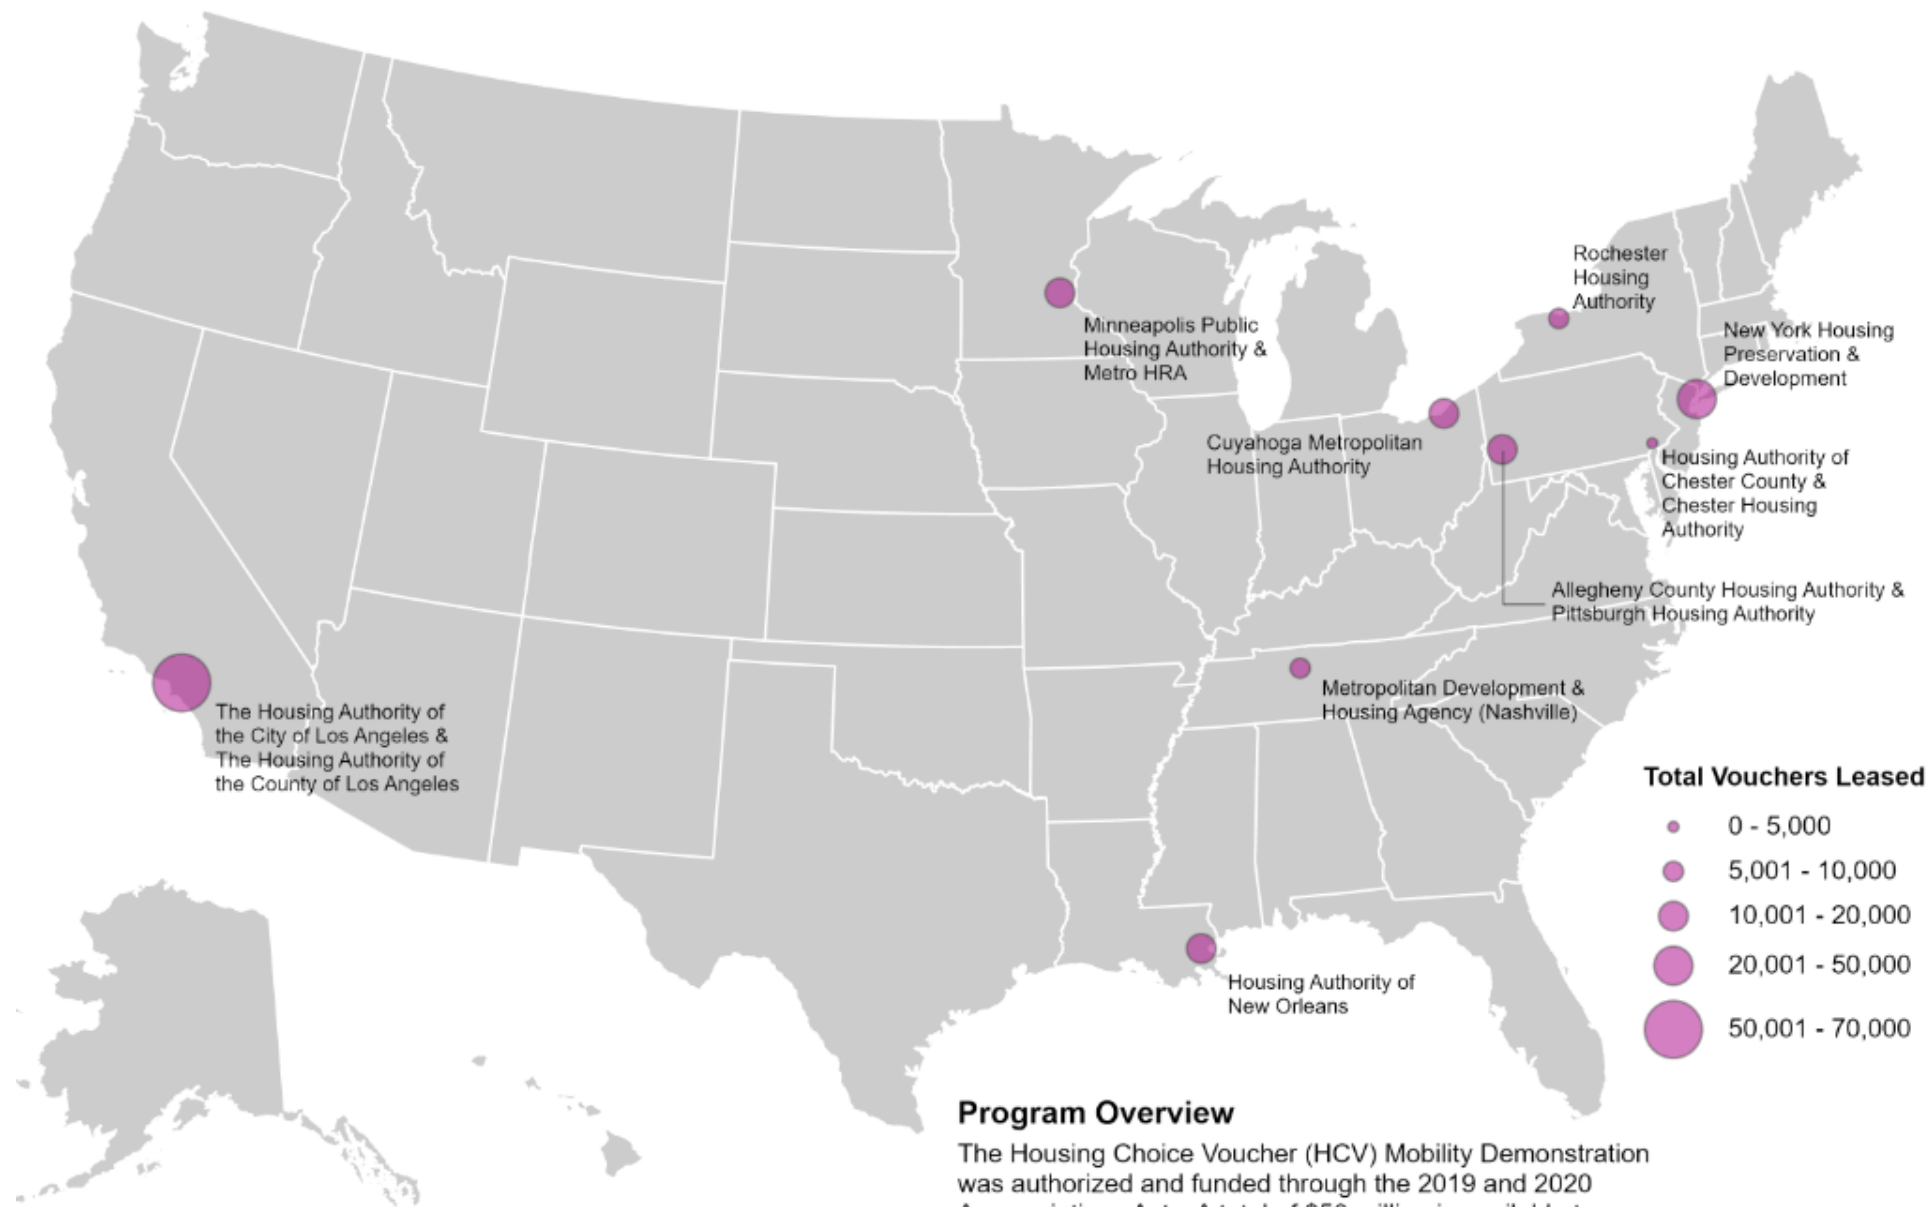 Rochester
Housing
Authority
Minneapolis Public
Housing Authority &
Metro HRA
New York Housing
Preservation &
Development
Cuyahoga Metropolitan
Housing Authority
Housing Authority of
Chester County &
Chester Housing
Authority
Allegheny County Housing Authority &
Pittsburgh Housing Authority
Metropolitan Development &
Housing Agency (Nashville)
The Housing Authority of
the City of Los Angeles &
The Housing Authority of
the County of Los Angeles
Housing Authority of
New Orleans
Total Vouchers Leased
0 - 5,000
5,001 - 10,000
10,001 - 20,000
20,001 - 50,000
50,001 - 70,000
Program Overview
The Housing Choice Voucher (HCV) Mobility Demonstration
was authorized and funded through the 2019 and 2020